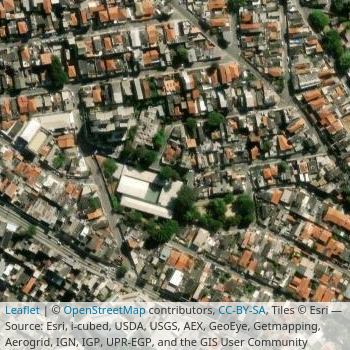 Leaflet | © OpenStreetMap contributors, CC-BY-SA, Tiles © Esri —
Source: Esri, i-cubed, USDA, USGS, AEX, GeoEye, Getmapping,
Aerogrid, IGN, IGP, UPR-EGP, and the GIS User Community